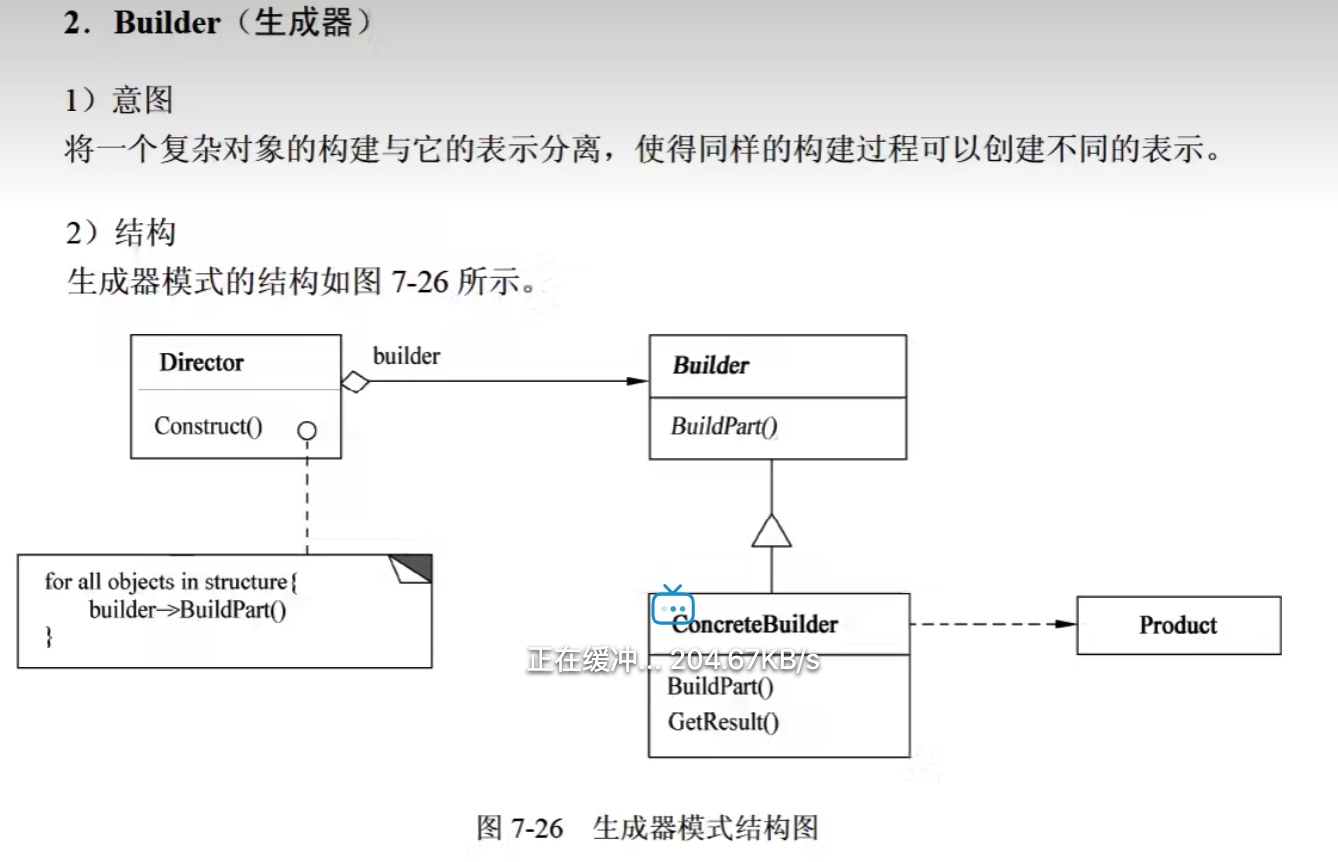 2. Builder（生成器）
1）意图
将一个复杂对象的构建与它的表示分离，使得同样的构建过程可以创建不同的表示。
2）结构
生成器模式的结构如图 7-26 所示。
Director
builder
Builder
Construct()
BuildPart()
for all objects in structure{
builder->BuildPart()
}
ConcreteBuilder
Product
正在缓冲... 204.67KB/s
BuildPart()
GetResult()
图 7-26 生成器模式结构图